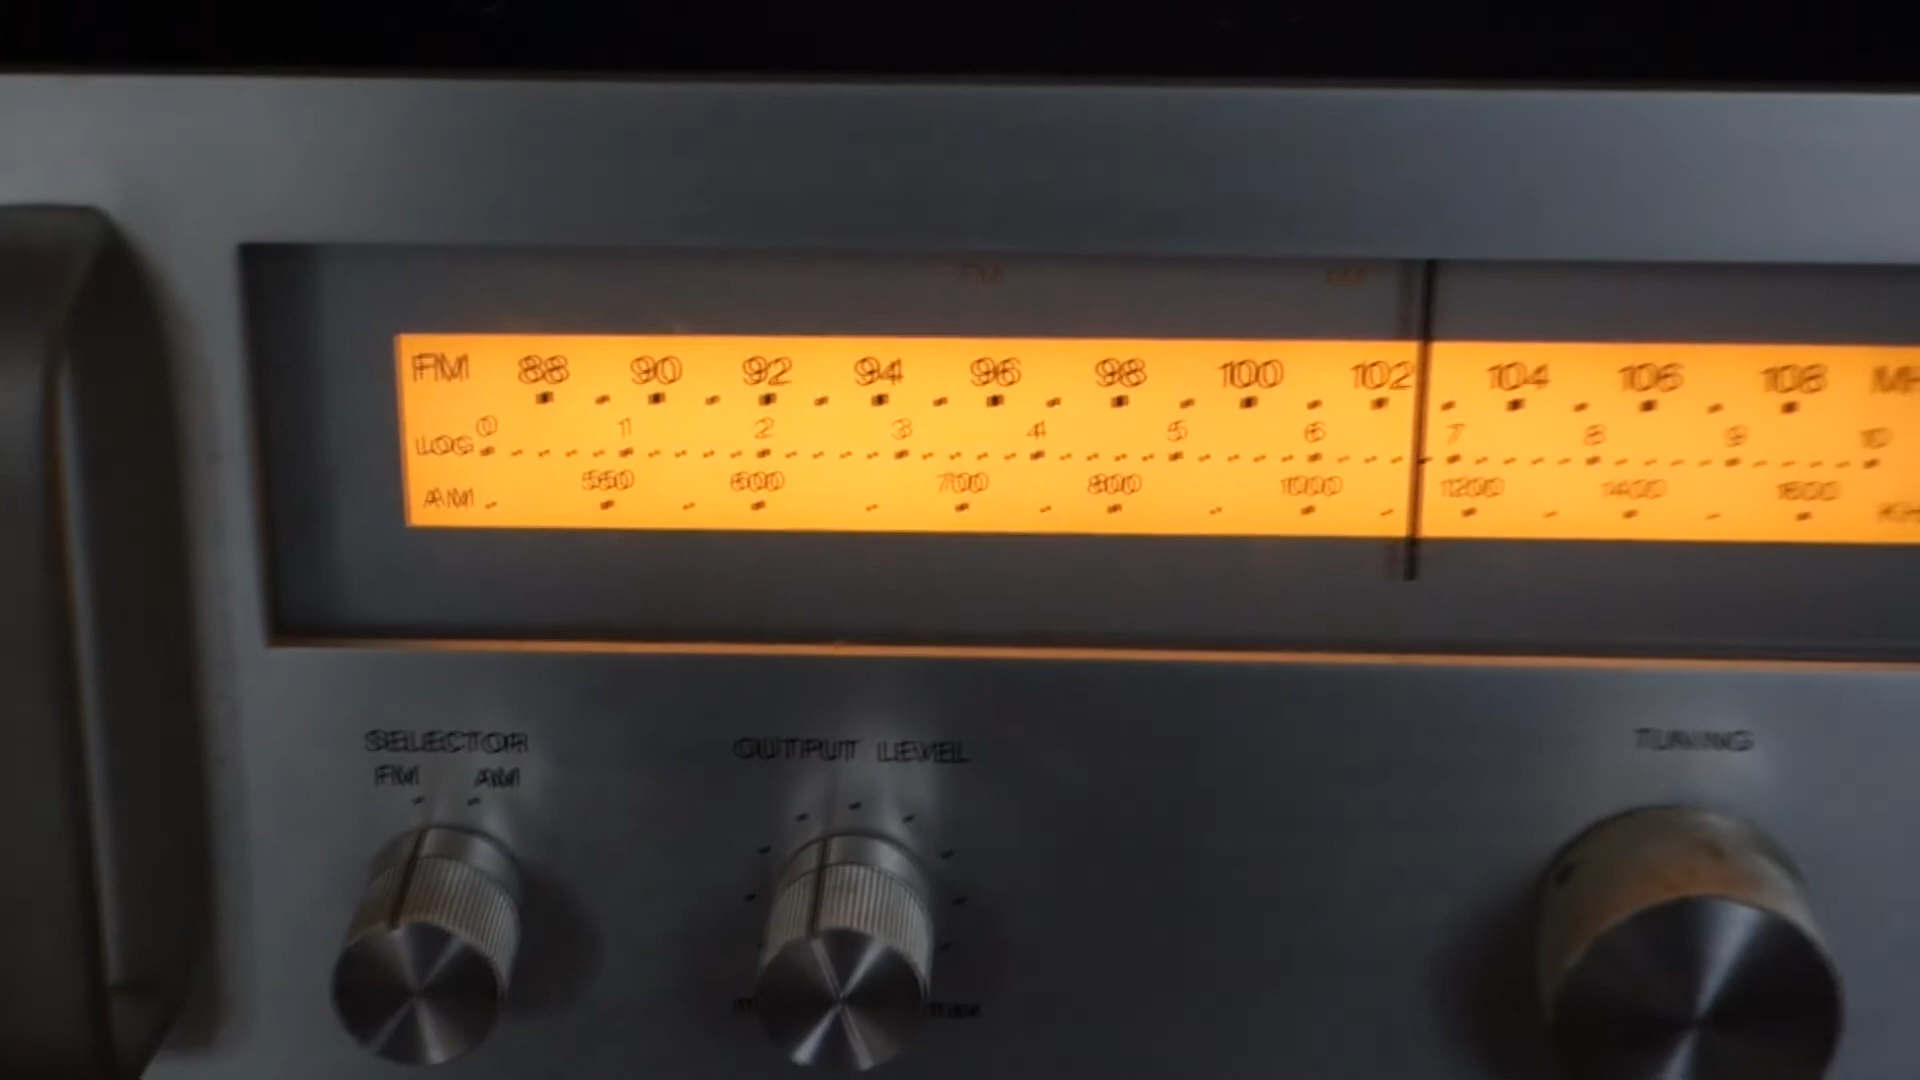 FM AM
FM 88 90 92 94 96 98 100 102 104 106 108
0 1 2 3 4 5 6 7 8 9 10
LOG
550 600 700 800 1000 1200 1400 1600
AM
SELECTOR OUTPUT LEVEL TUNING
FM AM